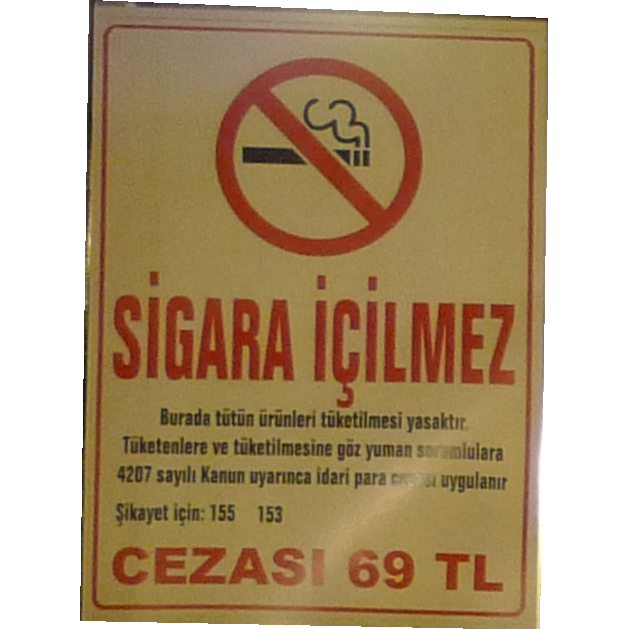 SİGARA İÇİLMEZ
Burada tütün ürünleri tüketilmesi yasaktır.
Tüketenlere ve tüketilmesine göz yuman sorumlulara
4207 sayılı Kanun uyarınca idari para cezası uygulanır
Şikayet için: 155 153
CEZASI 69 TL